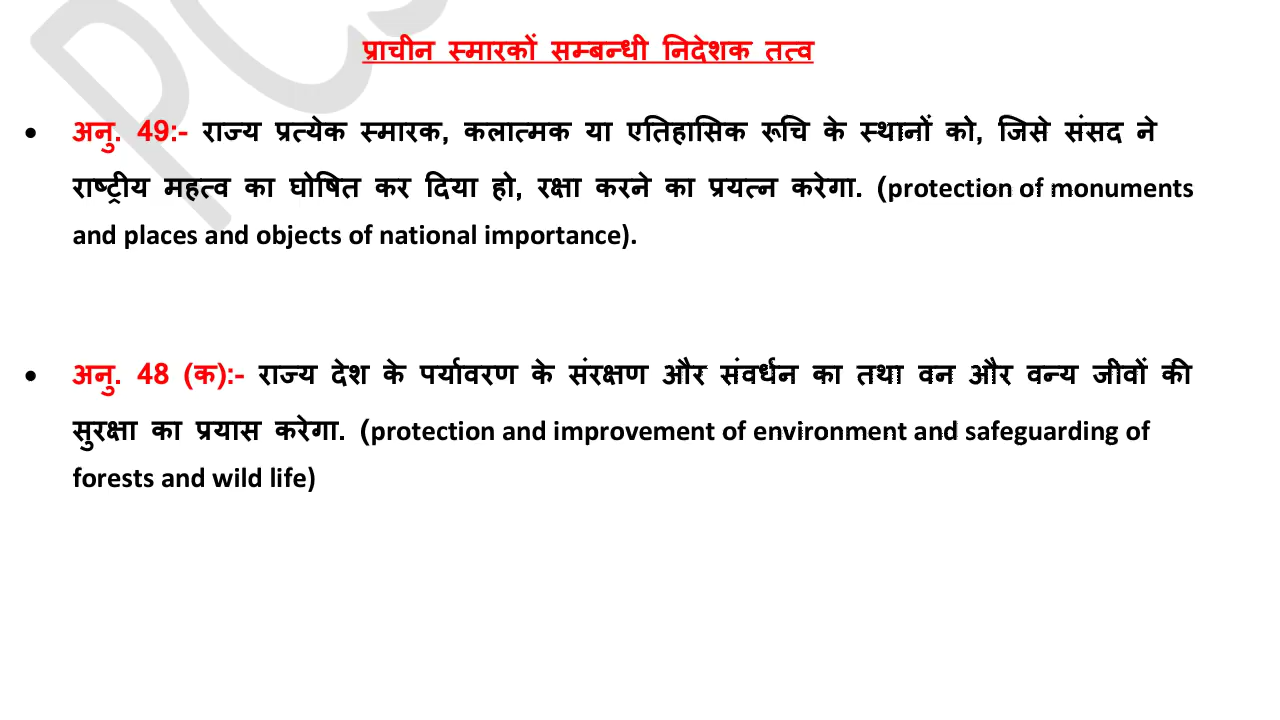 प्राचीन स्मारकों सम्बन्धी निदेशक तत्व
• अनु. 49:- राज्य प्रत्येक स्मारक, कलात्मक या एतिहासिक रूचि के स्थानों को, जिसे संसद ने
राष्ट्रीय महत्व का घोषित कर दिया हो, रक्षा करने का प्रयत्न करेगा. (protection of monuments
and places and objects of national importance).
• अनु. 48 (क):- राज्य देश के पर्यावरण के संरक्षण और संवर्धन का तथा वन और वन्य जीवों की
सुरक्षा का प्रयास करेगा. (protection and improvement of environment and safeguarding of
forests and wild life)